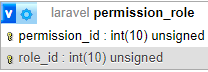 V laravel permission_role
permission_id : int(10) unsigned
role_id : int(10) unsigned